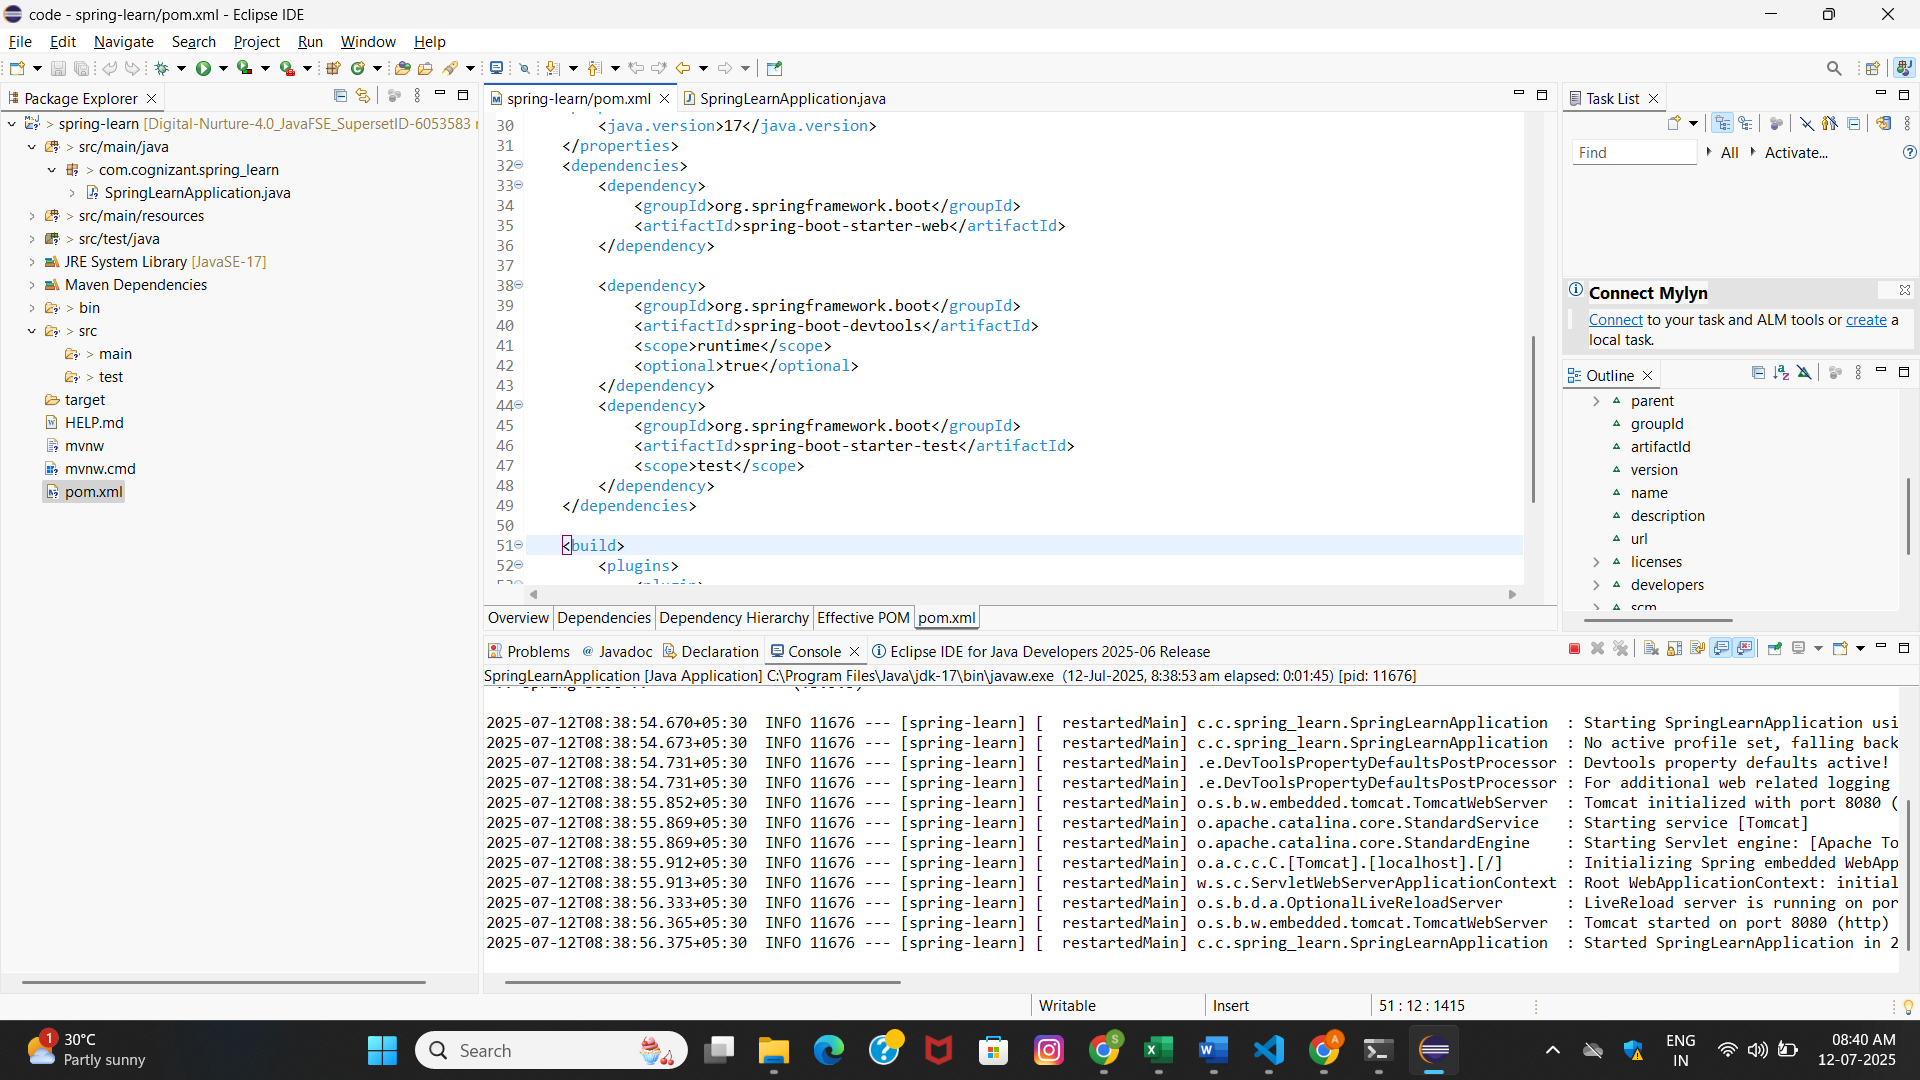 code - spring-learn/pom.xml - Eclipse IDE
File Edit Navigate Search Project Run Window Help
Package Explorer
> spring-learn [Digital-Nurture-4.0_JavaFSE_SupersetID-6053583
> src/main/java
> com.cognizant.spring_learn
SpringLearnApplication.java
> src/main/resources
> src/test/java
JRE System Library [JavaSE-17]
Maven Dependencies
> bin
> src
> main
> test
target
HELP.md
mvnw
mvnw.cmd
pom.xml
spring-learn/pom.xml SpringLearnApplication.java
30 <java.version>17</java.version>
31 </properties>
32 <dependencies>
33 <dependency>
34 <groupId>org.springframework.boot</groupId>
35 <artifactId>spring-boot-starter-web</artifactId>
36 </dependency>
37
38 <dependency>
39 <groupId>org.springframework.boot</groupId>
40 <artifactId>spring-boot-devtools</artifactId>
41 <scope>runtime</scope>
42 <optional>true</optional>
43 </dependency>
44 <dependency>
45 <groupId>org.springframework.boot</groupId>
46 <artifactId>spring-boot-starter-test</artifactId>
47 <scope>test</scope>
48 </dependency>
49 </dependencies>
50
51 <build>
52 <plugins>
Overview Dependencies Dependency Hierarchy Effective POM pom.xml
Task List
Find All Activate...
Connect Mylyn
Connect to your task and ALM tools or create a
local task.
Outline
parent
groupId
artifactId
version
name
description
url
licenses
developers
scm
Problems Javadoc Declaration Console Eclipse IDE for Java Developers 2025-06 Release
SpringLearnApplication [Java Application] C:\Program Files\Java\jdk-17\bin\javaw.exe (12-Jul-2025, 8:38:53 am elapsed: 0:01:45) [pid: 11676]
2025-07-12T08:38:54.670+05:30 INFO 11676 --- [spring-learn] [ restartedMain] c.c.spring_learn.SpringLearnApplication : Starting SpringLearnApplication usi
2025-07-12T08:38:54.673+05:30 INFO 11676 --- [spring-learn] [ restartedMain] c.c.spring_learn.SpringLearnApplication : No active profile set, falling back
2025-07-12T08:38:54.731+05:30 INFO 11676 --- [spring-learn] [ restartedMain] .e.DevToolsPropertyDefaultsPostProcessor : Devtools property defaults active!
2025-07-12T08:38:54.731+05:30 INFO 11676 --- [spring-learn] [ restartedMain] .e.DevToolsPropertyDefaultsPostProcessor : For additional web related logging
2025-07-12T08:38:55.852+05:30 INFO 11676 --- [spring-learn] [ restartedMain] o.s.b.w.embedded.tomcat.TomcatWebServer : Tomcat initialized with port 8080 (
2025-07-12T08:38:55.869+05:30 INFO 11676 --- [spring-learn] [ restartedMain] o.apache.catalina.core.StandardService : Starting service [Tomcat]
2025-07-12T08:38:55.869+05:30 INFO 11676 --- [spring-learn] [ restartedMain] o.apache.catalina.core.StandardEngine : Starting Servlet engine: [Apache To
2025-07-12T08:38:55.912+05:30 INFO 11676 --- [spring-learn] [ restartedMain] o.a.c.c.C.[Tomcat].[localhost].[/] : Initializing Spring embedded WebApp
2025-07-12T08:38:55.913+05:30 INFO 11676 --- [spring-learn] [ restartedMain] w.s.c.ServletWebServerApplicationContext : Root WebApplicationContext: initial
2025-07-12T08:38:56.333+05:30 INFO 11676 --- [spring-learn] [ restartedMain] o.s.b.d.a.OptionalLiveReloadServer : LiveReload server is running on por
2025-07-12T08:38:56.365+05:30 INFO 11676 --- [spring-learn] [ restartedMain] o.s.b.w.embedded.tomcat.TomcatWebServer : Tomcat started on port 8080 (http)
2025-07-12T08:38:56.375+05:30 INFO 11676 --- [spring-learn] [ restartedMain] c.c.spring_learn.SpringLearnApplication : Started SpringLearnApplication in 2
Writable Insert 51 : 12 : 1415
1 30°C
Partly sunny
Search
ENG
IN
08:40 AM
12-07-2025